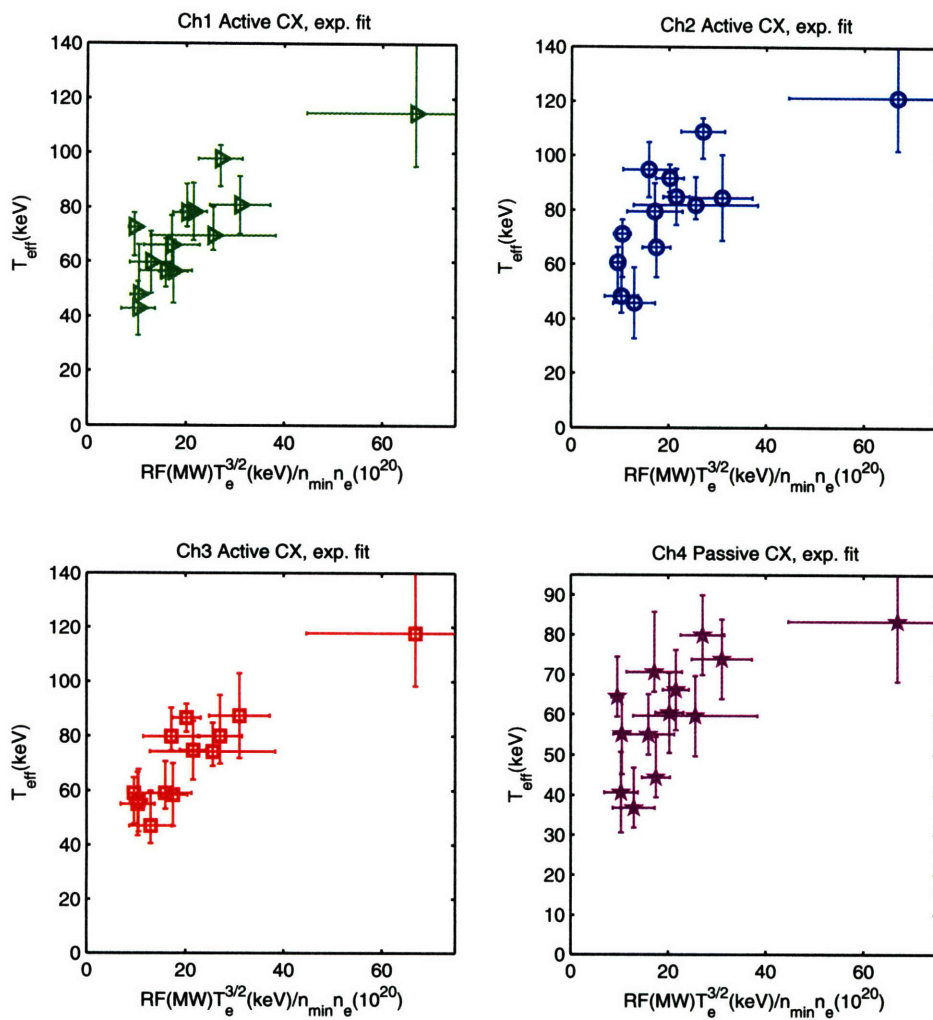 Ch1 Active CX, exp. fit
140
120
100
80
60
40
20
0
T_eff(keV)
0 20 40 60
RF(MW)T_e^{3/2}(keV)/n_min n_e(10^{20})
Ch2 Active CX, exp. fit
140
120
100
80
60
40
20
0
T_eff(keV)
0 20 40 60
RF(MW)T_e^{3/2}(keV)/n_min n_e(10^{20})
Ch3 Active CX, exp. fit
140
120
100
80
60
40
20
0
T_eff(keV)
0 20 40 60
RF(MW)T_e^{3/2}(keV)/n_min n_e(10^{20})
Ch4 Passive CX, exp. fit
90
80
70
60
50
40
30
20
10
0
T_eff(keV)
0 20 40 60
RF(MW)T_e^{3/2}(keV)/n_min n_e(10^{20})